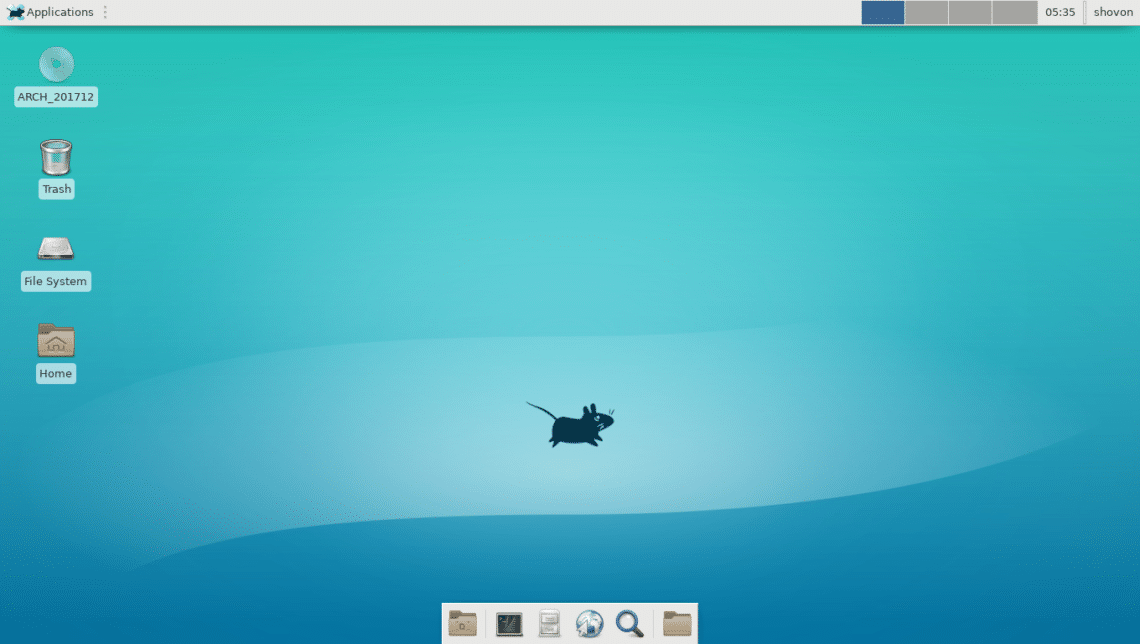 Applications
05:35
shovon
ARCH_201712
Trash
File System
Home